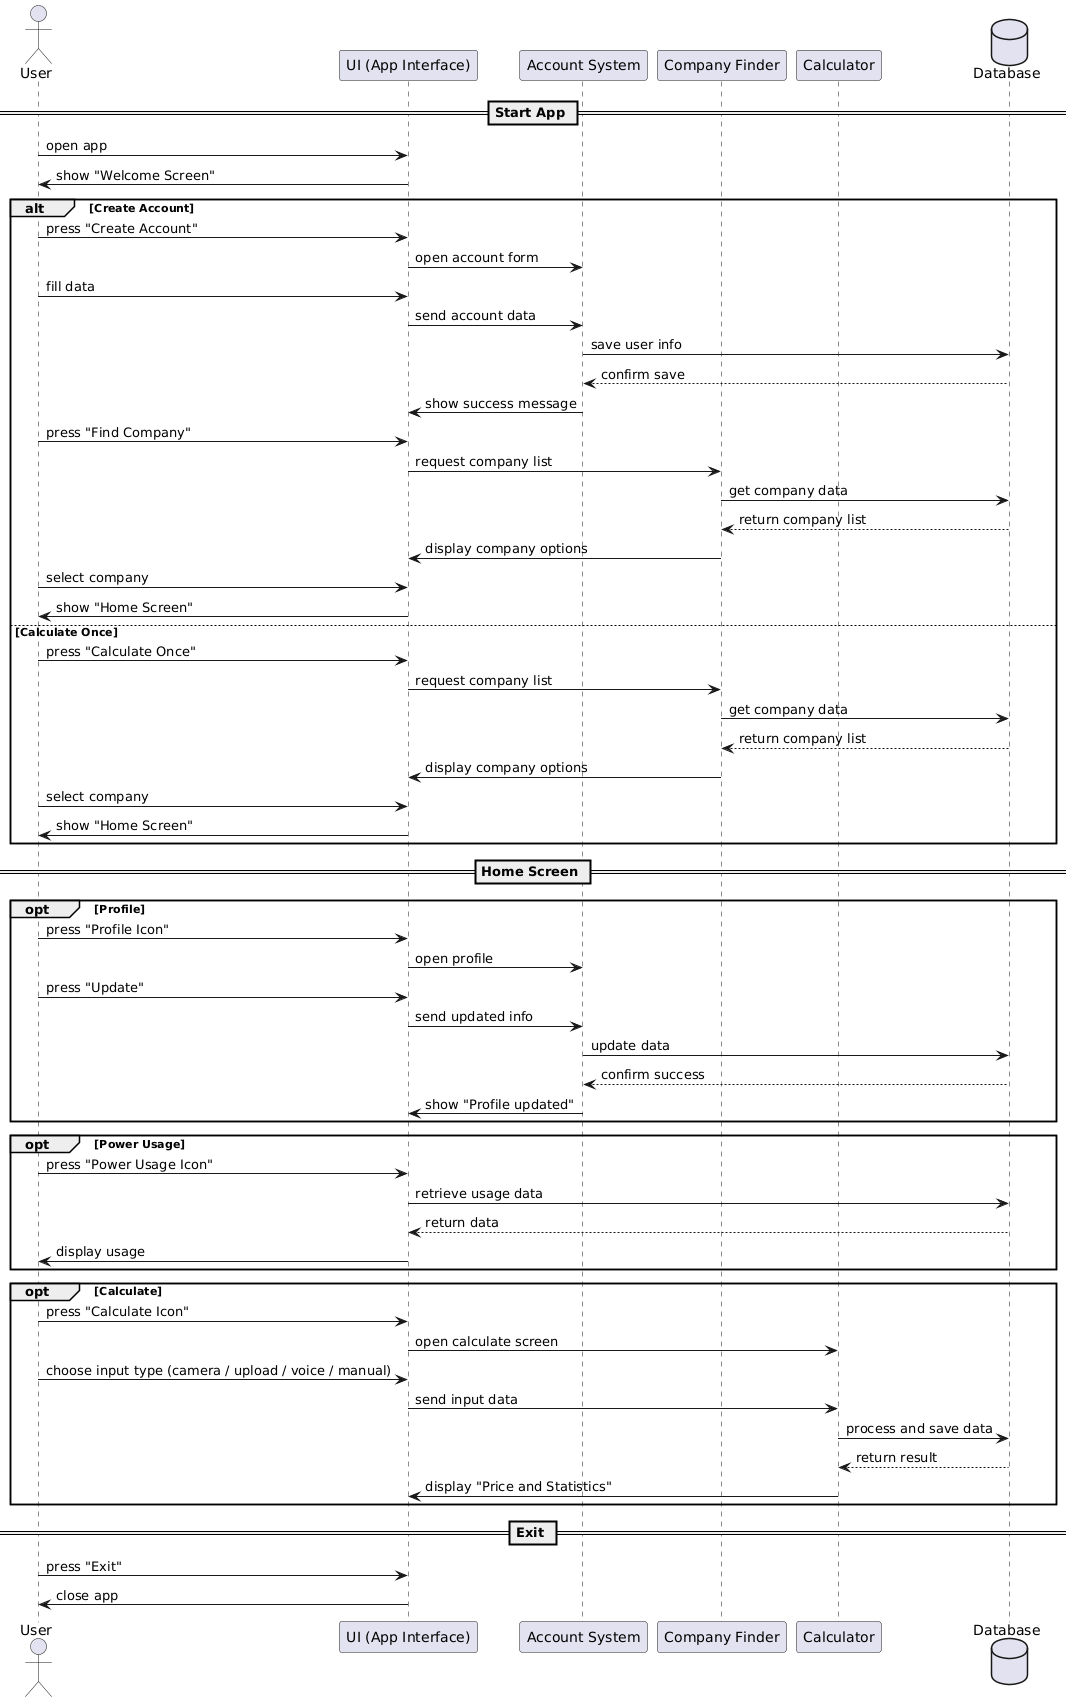 User
UI (App Interface)
Account System
Company Finder
Calculator
Database
Start App
open app
show "Welcome Screen"
alt
[Create Account]
press "Create Account"
open account form
fill data
send account data
save user info
confirm save
show success message
press "Find Company"
request company list
get company data
return company list
display company options
select company
show "Home Screen"
[Calculate Once]
press "Calculate Once"
request company list
get company data
return company list
display company options
select company
show "Home Screen"
Home Screen
opt
[Profile]
press "Profile Icon"
open profile
press "Update"
send updated info
update data
confirm success
show "Profile updated"
opt
[Power Usage]
press "Power Usage Icon"
retrieve usage data
return data
display usage
opt
[Calculate]
press "Calculate Icon"
open calculate screen
choose input type (camera / upload / voice / manual)
send input data
process and save data
return result
display "Price and Statistics"
Exit
press "Exit"
close app
User
UI (App Interface)
Account System
Company Finder
Calculator
Database